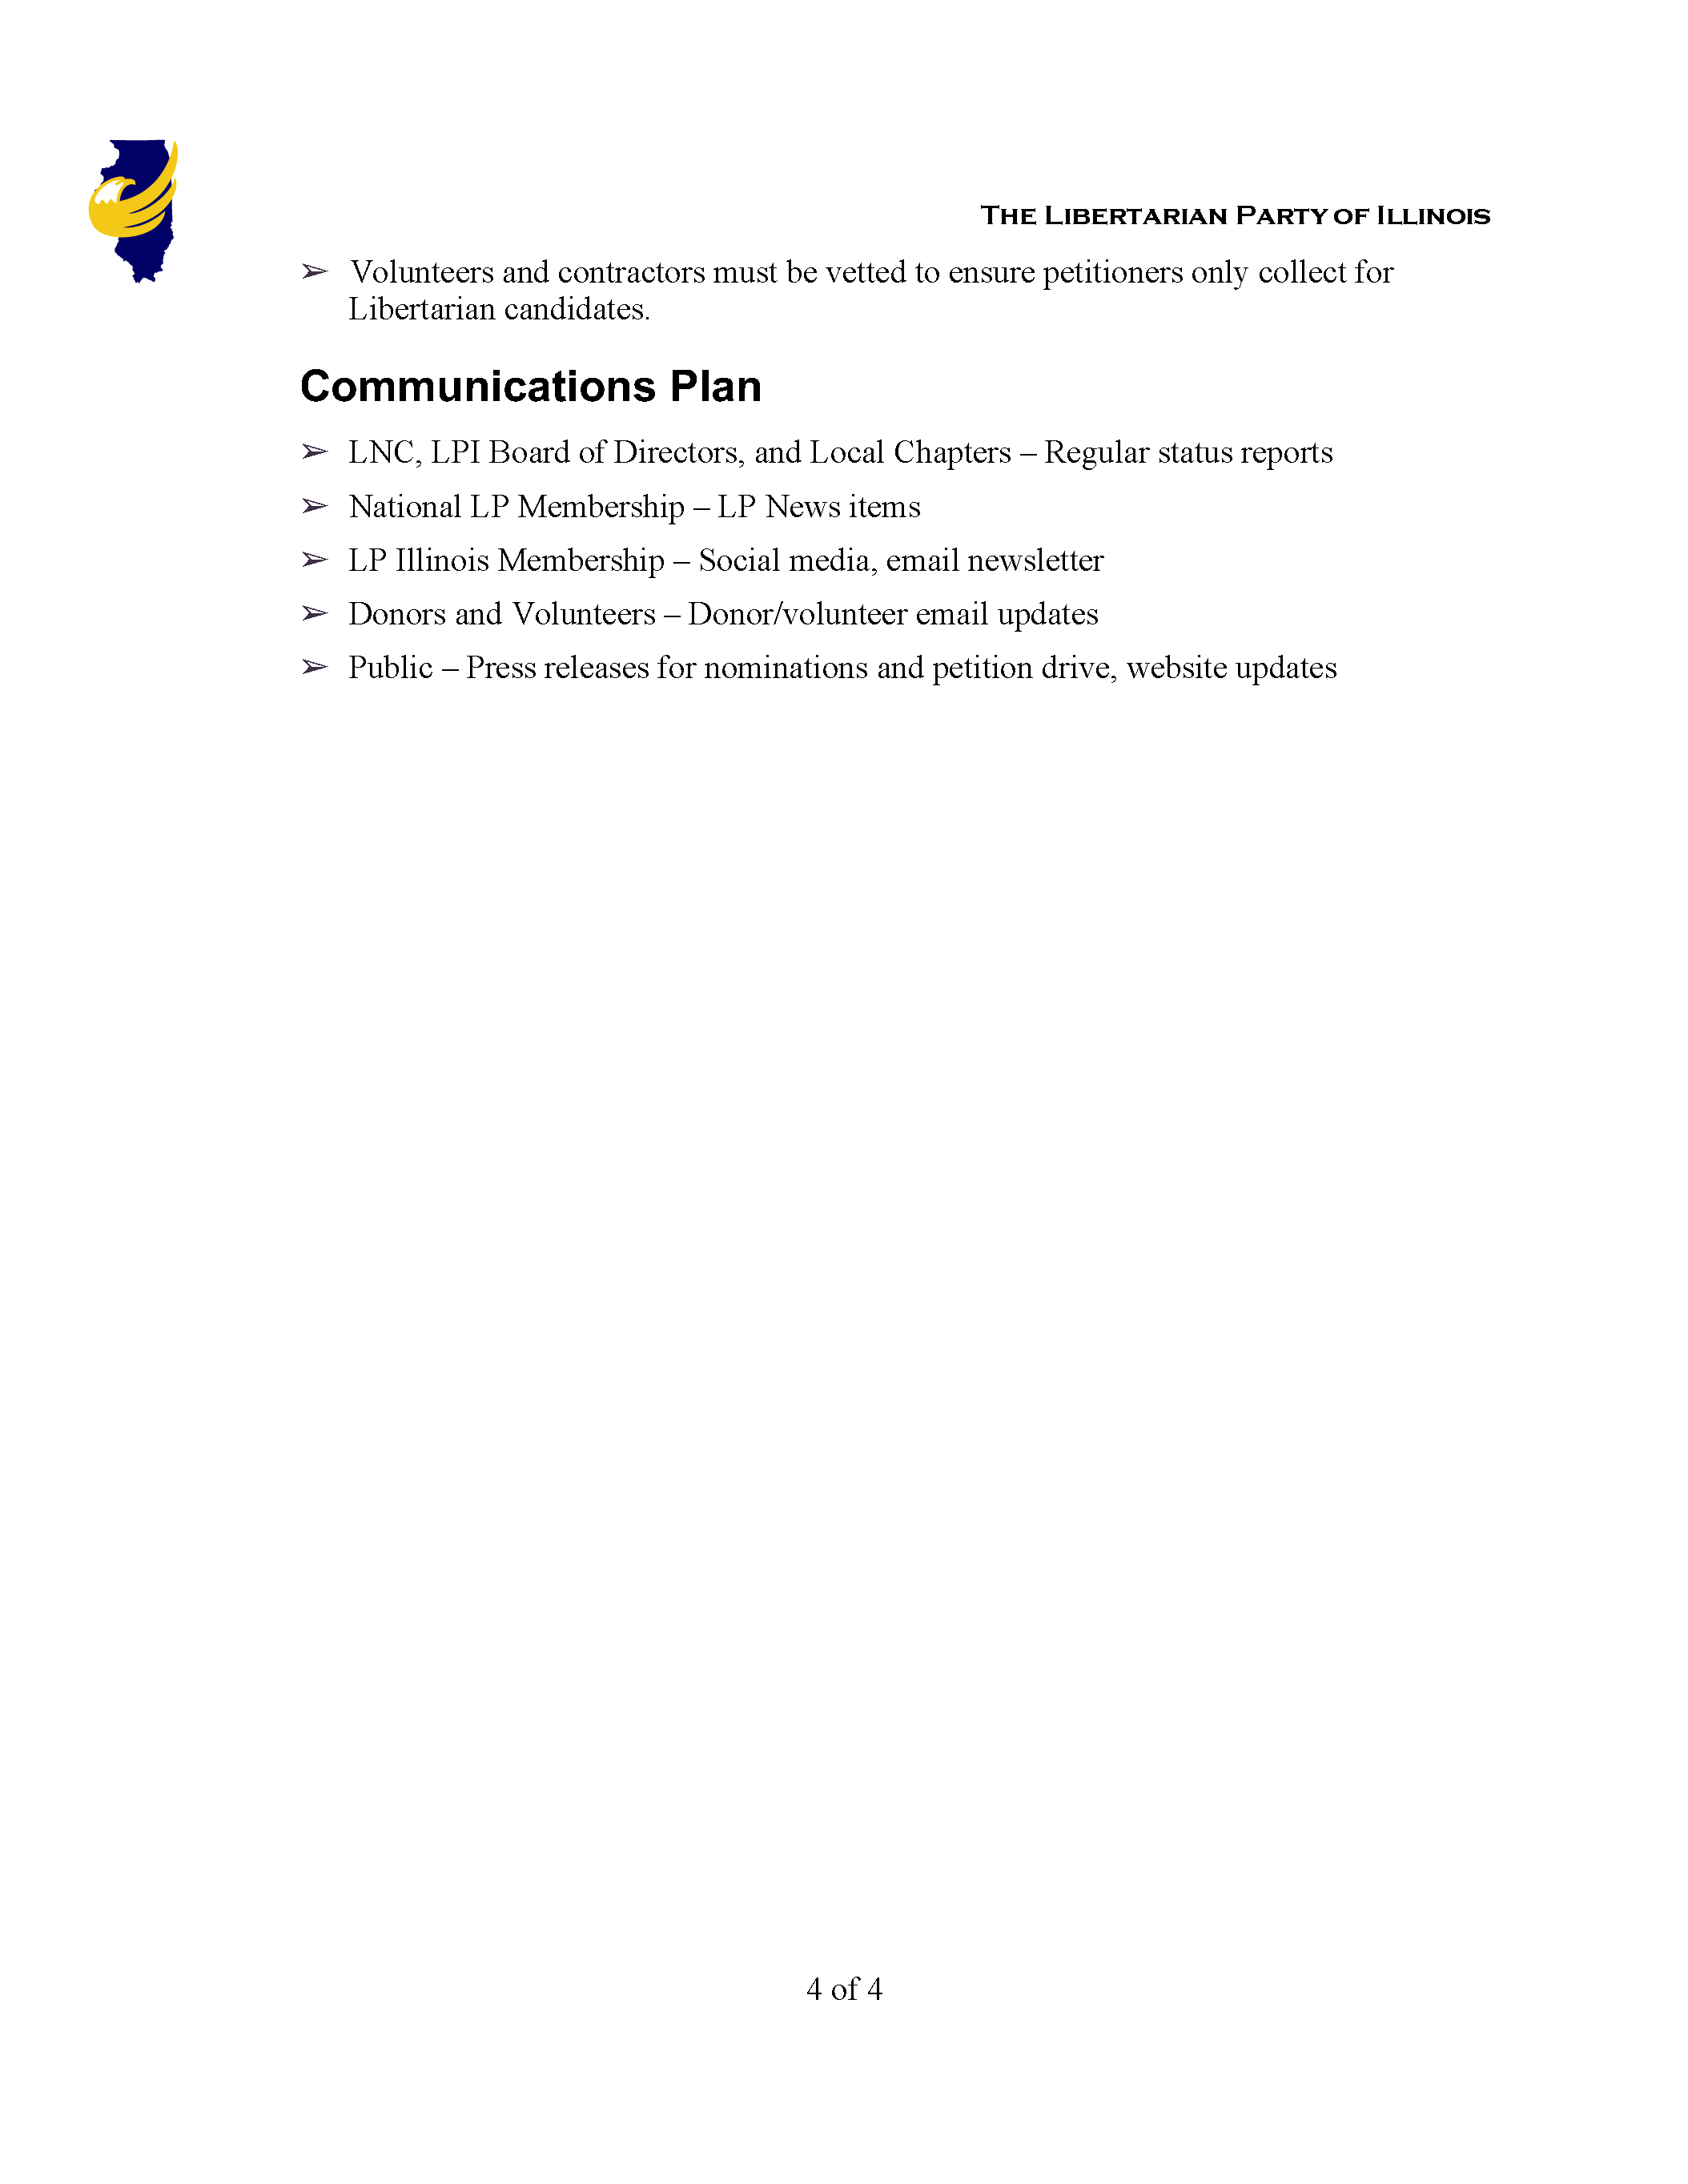 THE LIBERTARIAN PARTY OF ILLINOIS
➢ Volunteers and contractors must be vetted to ensure petitioners only collect for
Libertarian candidates.
Communications Plan
➢ LNC, LPI Board of Directors, and Local Chapters – Regular status reports
➢ National LP Membership – LP News items
➢ LP Illinois Membership – Social media, email newsletter
➢ Donors and Volunteers – Donor/volunteer email updates
➢ Public – Press releases for nominations and petition drive, website updates
4 of 4